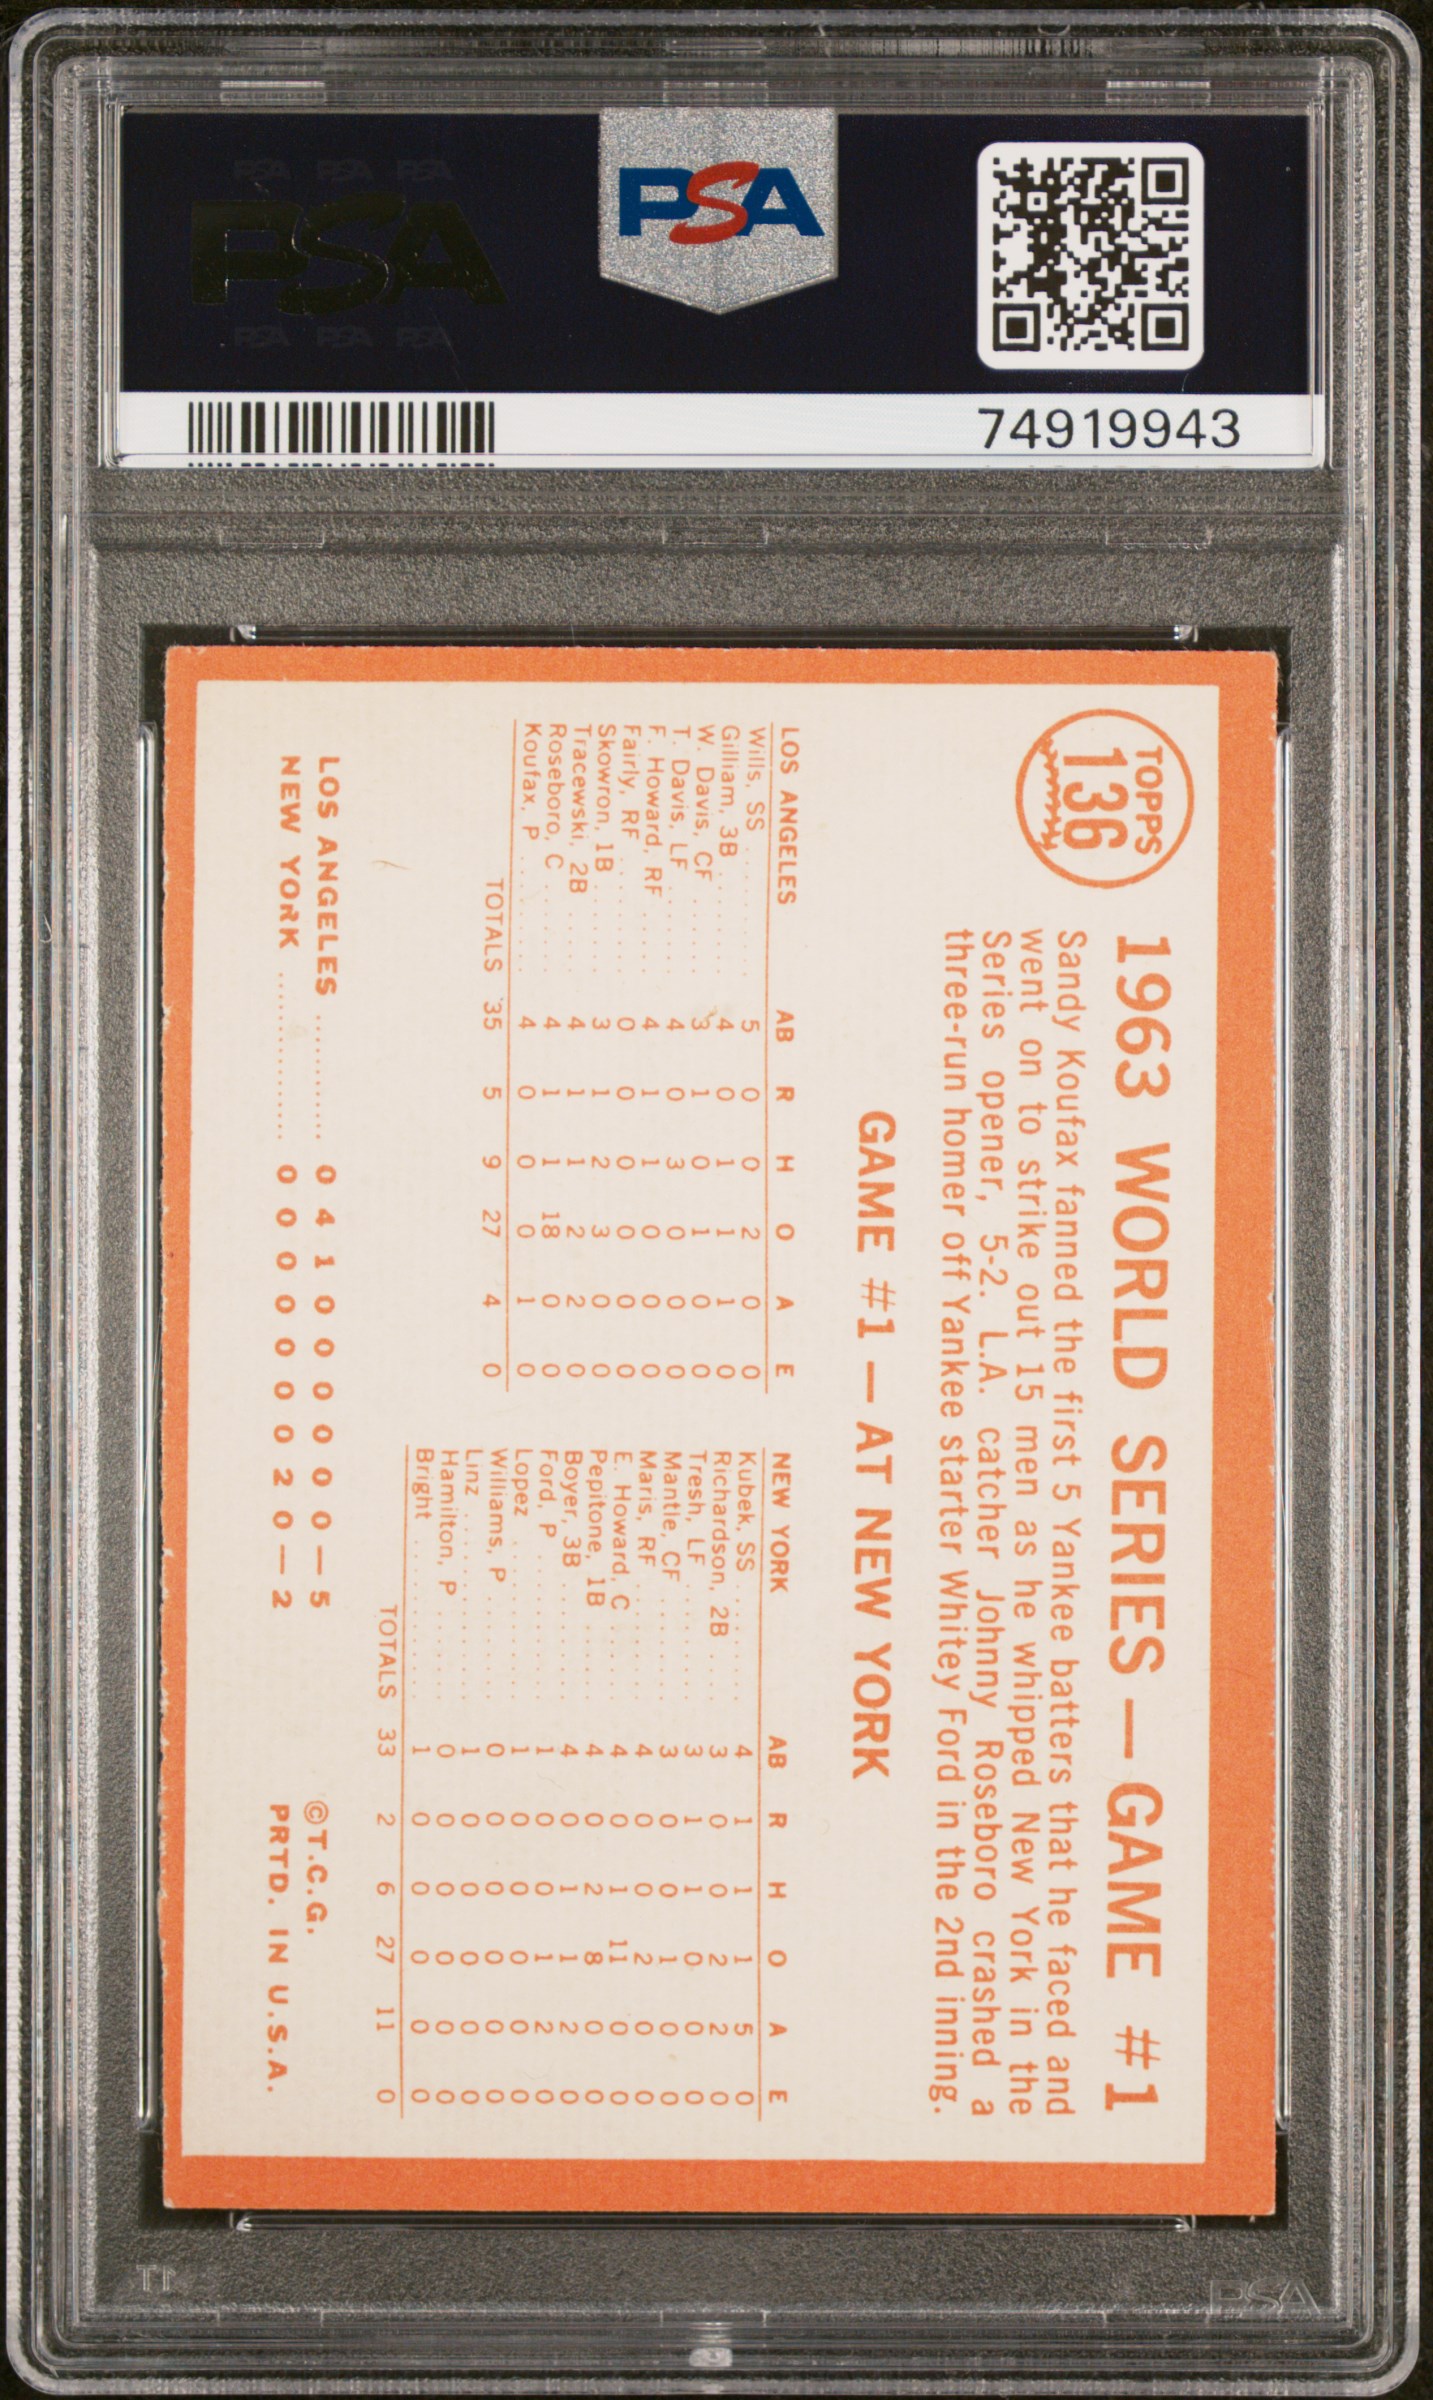 PSA PSA PSA
PSA
PSA PSA PSA
PSA
74919943
TOPPS
136
1963 WORLD SERIES — GAME #1
Sandy Koufax fanned the first 5 Yankee batters that he faced and
went on to strike out 15 men as he whipped New York in the
Series opener, 5-2. L.A. catcher Johnny Roseboro crashed a
three-run homer off Yankee starter Whitey Ford in the 2nd inning.
GAME #1 — AT NEW YORK
LOS ANGELES AB R H O A E
Wills, SS 5 0 0 2 0 0
Gilliam, 3B 4 0 1 1 1 0
W. Davis, CF 3 1 0 1 0 0
T. Davis, LF 4 0 3 0 0 0
F. Howard, RF 4 1 1 0 0 0
Fairly, RF 0 0 0 0 0 0
Skowron, 1B 3 1 2 3 0 0
Tracewski, 2B 4 1 1 2 2 0
Roseboro, C 4 1 1 18 0 0
Koufax, P 4 0 0 0 1 0
TOTALS 35 5 9 27 4 0
NEW YORK AB R H O A E
Kubek, SS 4 1 1 1 5 0
Richardson, 2B 3 0 0 2 2 0
Tresh, LF 3 1 1 0 0 0
Mantle, CF 3 0 0 1 0 0
Maris, RF 4 0 0 2 0 0
E. Howard, C 4 0 1 11 0 0
Pepitone, 1B 4 0 2 8 0 0
Boyer, 3B 4 0 1 1 2 0
Ford, P 1 0 0 1 2 0
Lopez 1 0 0 0 0 0
Williams, P 0 0 0 0 0 0
Linz 1 0 0 0 0 0
Hamilton, P 0 0 0 0 0 0
Bright 1 0 0 0 0 0
TOTALS 33 2 6 27 11 0
LOS ANGELES 0 4 1 0 0 0 0 0 0 — 5
NEW YORK 0 0 0 0 0 0 0 2 0 — 2
©T.C.G.
PRTD. IN U.S.A.
PSA